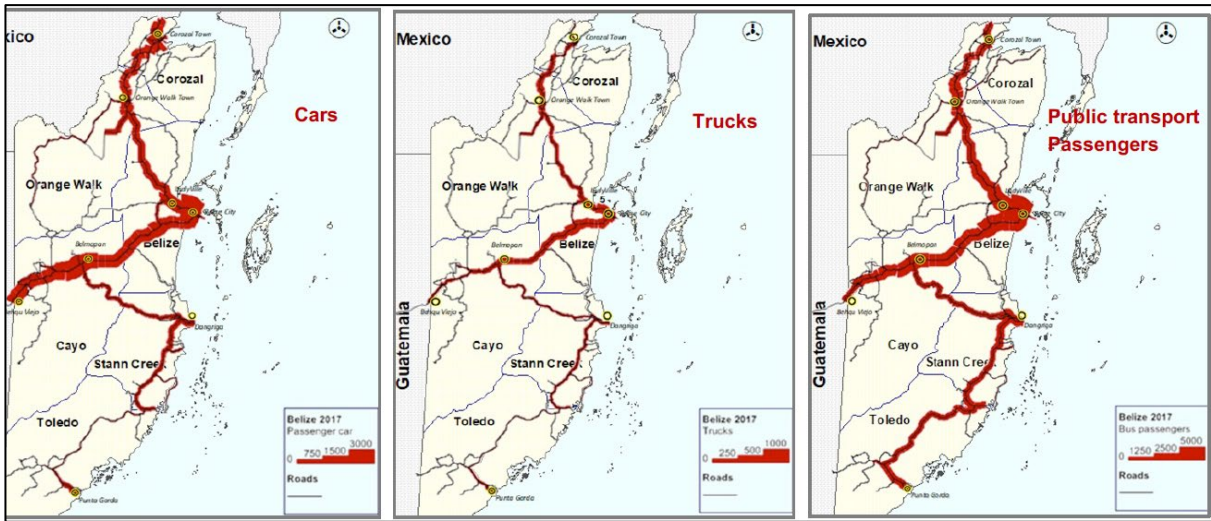 xico
Corozal Town
Corozal
Orange Walk Town
Cars
Orange Walk
Ladyville
Belize City
Belmopan
Belize
Dangriga
Cayo
Stann Creek
Toledo
Punta Gorda
Belize 2017
Passenger car
0 750 1500 3000
Roads
Mexico
Corozal Town
Corozal
Orange Walk Town
Trucks
Orange Walk
Ladyville
Belize City
Belmopan
Belize
Guatemala
Dangriga
Cayo
Stann Creek
Toledo
Punta Gorda
Belize 2017
Trucks
0 250 500 1000
Roads
Mexico
Corozal Town
Corozal
Orange Walk Town
Public transport
Passengers
Orange Walk
Ladyville
Belize City
Belmopan
Belize
Guatemala
Dangriga
Cayo
Stann Creek
Toledo
Punta Gorda
Belize 2017
Bus passengers
0 1250 2500 5000
Roads